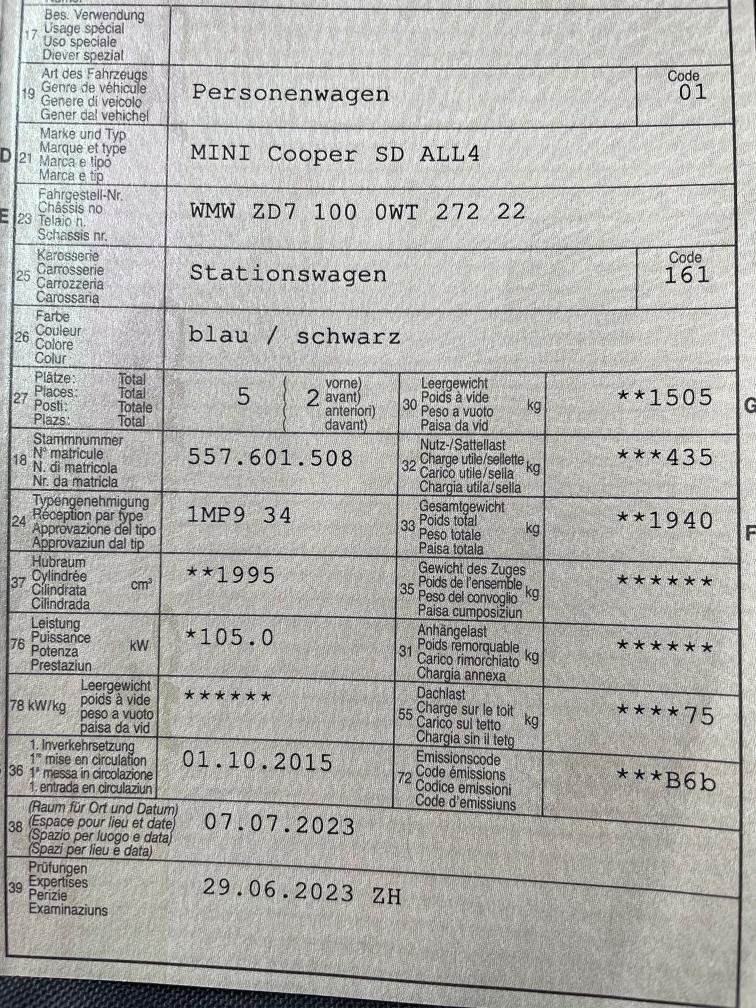 17 Bes. Verwendung
Usage spécial
Uso speciale
Diever spezial
19 Art des Fahrzeugs
Genre de véhicule
Genere di veicolo
Gener dal vehichel
Personenwagen
Code
01
D 21 Marke und Typ
Marque et type
Marca e tipo
Marca e tip
MINI Cooper SD ALL4
E 23 Fahrgestell-Nr.
Châssis no
Telaio n.
Schassis nr.
WMW ZD7 100 0WT 272 22
25 Karosserie
Carrosserie
Carrozzeria
Carossaria
Stationswagen
Code
161
26 Farbe
Couleur
Colore
Colur
blau / schwarz
27 Plätze: Total
Places: Total
Posti: Totale
Plazs: Total
5 ( 2 vorne)
avant)
anteriori)
davant)
30 Leergewicht
Poids à vide
Peso a vuoto
Paisa da vid
kg
**1505
G
18 Stammnummer
N° matricule
N. di matricola
Nr. da matricla
557.601.508
32 Nutz-/Sattellast
Charge utile/sellette
Carico utile/sella
Chargia utila/sella
kg
***435
24 Typengenehmigung
Réception par type
Approvazione del tipo
Approvaziun dal tip
1MP9 34
33 Gesamtgewicht
Poids total
Peso totale
Paisa totala
kg
**1940
F
37 Hubraum
Cylindrée
Cilindrata
Cilindrada
cm³
**1995
35 Gewicht des Zuges
Poids de l'ensemble
Peso del convoglio
Paisa cumposiziun
kg
******
76 Leistung
Puissance
Potenza
Prestaziun
kW
*105.0
31 Anhängelast
Poids remorquable
Carico rimorchiato
Chargia annexa
kg
******
78 kW/kg Leergewicht
poids à vide
peso a vuoto
paisa da vid
******
55 Dachlast
Charge sur le toit
Carico sul tetto
Chargia sin il tetg
kg
****75
36 1. Inverkehrsetzung
1re mise en circulation
1a messa in circolazione
1. entrada en circulaziun
01.10.2015
72 Emissionscode
Code émissions
Codice emissioni
Code d'emissiuns
***B6b
38 (Raum für Ort und Datum)
(Espace pour lieu et date)
(Spazio per luogo e data)
(Spazi per lieu e data)
07.07.2023
39 Prüfungen
Expertises
Perizie
Examinaziuns
29.06.2023 ZH